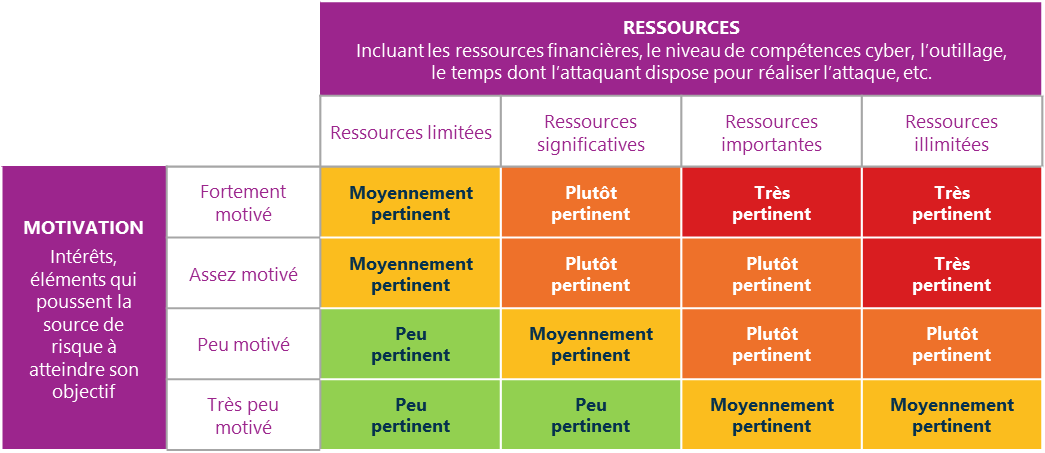 RESSOURCES
Incluant les ressources financières, le niveau de compétences cyber, l’outillage,
le temps dont l’attaquant dispose pour réaliser l’attaque, etc.
Ressources limitées
Ressources
significatives
Ressources
importantes
Ressources
illimitées
MOTIVATION
Intérêts,
éléments qui
poussent la
source de
risque à
atteindre son
objectif
Fortement
motivé
Moyennement
pertinent
Plutôt
pertinent
Très
pertinent
Très
pertinent
Assez motivé
Moyennement
pertinent
Plutôt
pertinent
Plutôt
pertinent
Très
pertinent
Peu motivé
Peu
pertinent
Moyennement
pertinent
Plutôt
pertinent
Plutôt
pertinent
Très peu
motivé
Peu
pertinent
Peu
pertinent
Moyennement
pertinent
Moyennement
pertinent